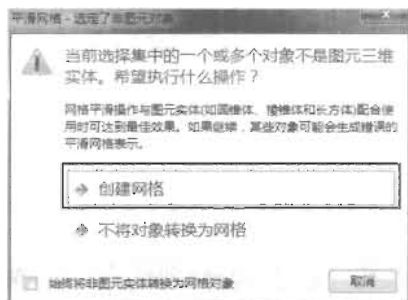 平滑网格 - 选定了非图元对象
当前选择集中的一个或多个对象不是图元三维
实体。希望执行什么操作？
网格平滑操作与图元实体(如圆锥体、棱锥体和长方体)配合使
用时可达到最佳效果。如果继续，某些对象可能会生成错误的
平滑网格表示。
创建网格
不将对象转换为网格
始终将非图元实体转换为网格对象
取消